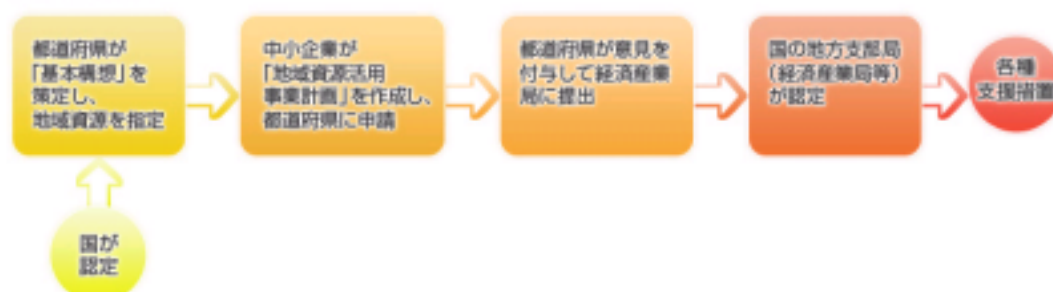 都道府県が
「基本構想」を
策定し、
地域資源を指定
中小企業が
「地域資源活用
事業計画」を作成し、
都道府県に申請
都道府県が意見を
付与して経済産業
局に提出
国の地方支部局
（経済産業局等）
が認定
各種
支援措置
国が
認定